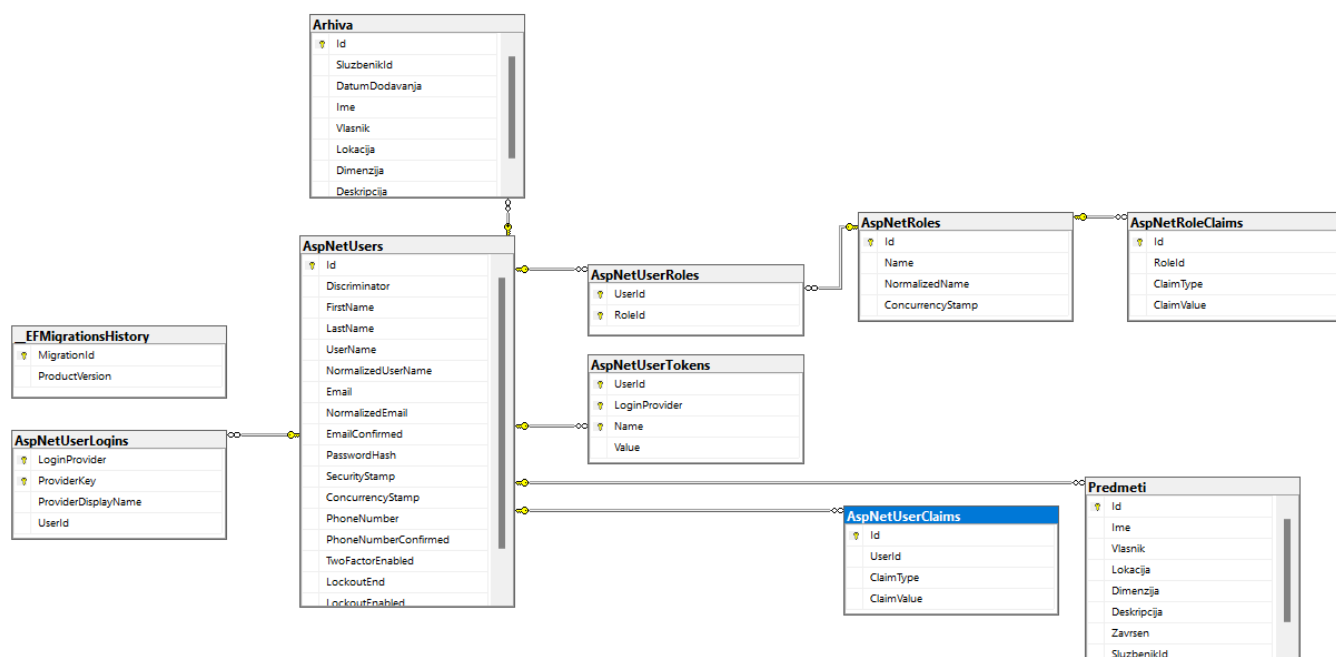 Arhiva
Id
SluzbenikId
DatumDodavanja
Ime
Vlasnik
Lokacija
Dimenzija
Deskripcija
AspNetUsers
Id
Discriminator
FirstName
LastName
UserName
NormalizedUserName
Email
NormalizedEmail
EmailConfirmed
PasswordHash
SecurityStamp
ConcurrencyStamp
PhoneNumber
PhoneNumberConfirmed
TwoFactorEnabled
LockoutEnd
LockoutEnabled
__EFMigrationsHistory
MigrationId
ProductVersion
AspNetUserLogins
LoginProvider
ProviderKey
ProviderDisplayName
UserId
AspNetUserRoles
UserId
RoleId
AspNetUserTokens
UserId
LoginProvider
Name
Value
AspNetRoles
Id
Name
NormalizedName
ConcurrencyStamp
AspNetRoleClaims
Id
RoleId
ClaimType
ClaimValue
AspNetUserClaims
Id
UserId
ClaimType
ClaimValue
Predmeti
Id
Ime
Vlasnik
Lokacija
Dimenzija
Deskripcija
Zavrsen
SluzbenikId